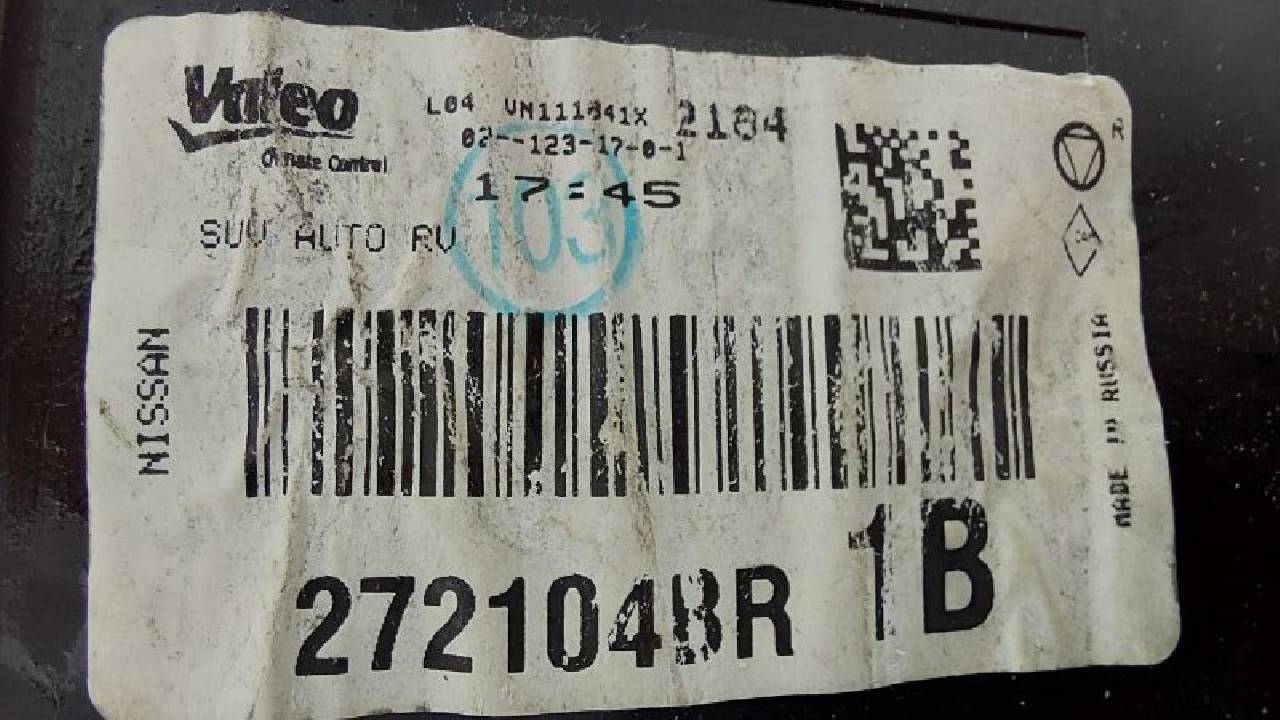 Valeo
Climate Control
L04 VN111841X 2184
02--123-17-0-1
17:45
103
SUV AUTO RV
R
NISSAN
MADE IN RUSSIA
1B
272104BR